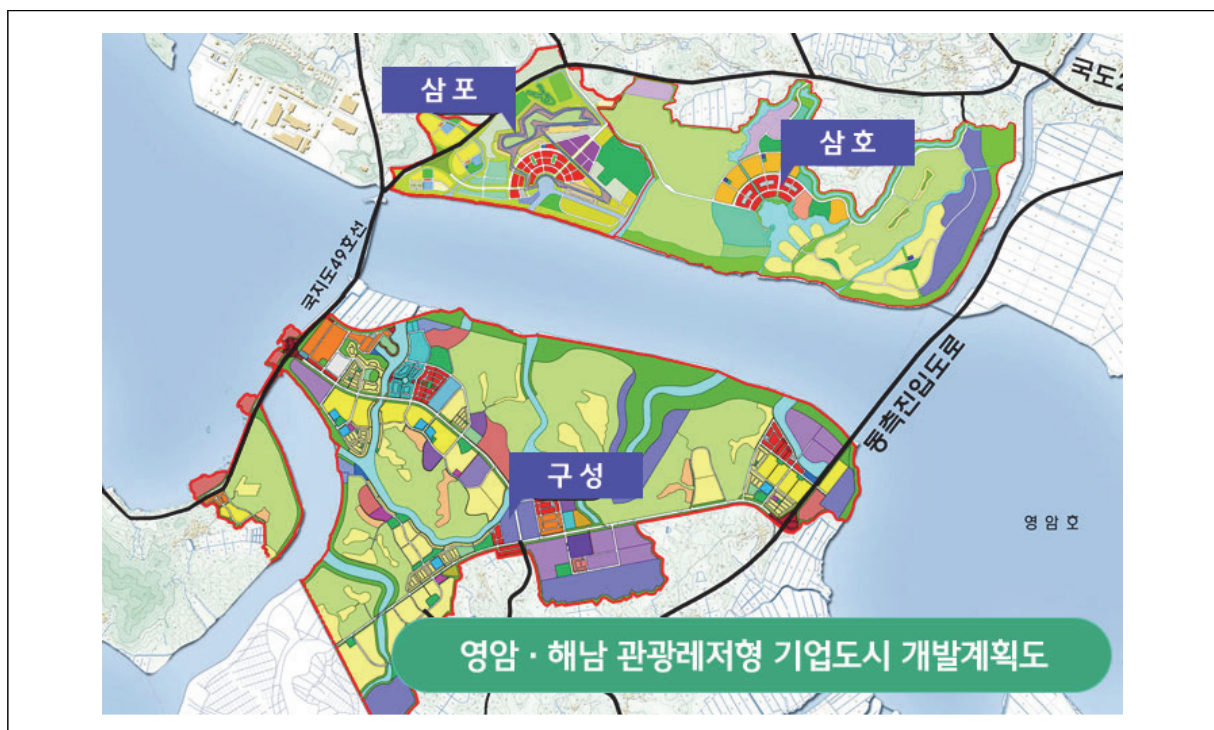 삼포
삼호
국도2
국지도49호선
동측진입도로
구성
영암호
영암 · 해남 관광레저형 기업도시 개발계획도